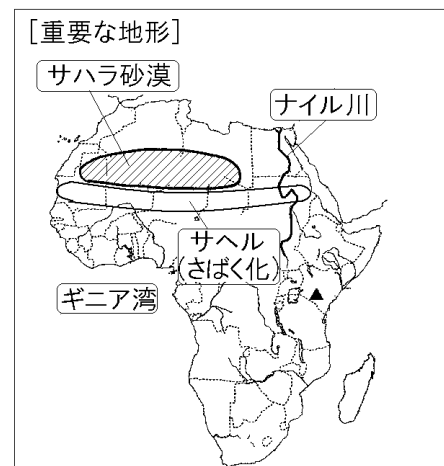 [重要な地形]
サハラ砂漠
ナイル川
サヘル
(さばく化)
ギニア湾